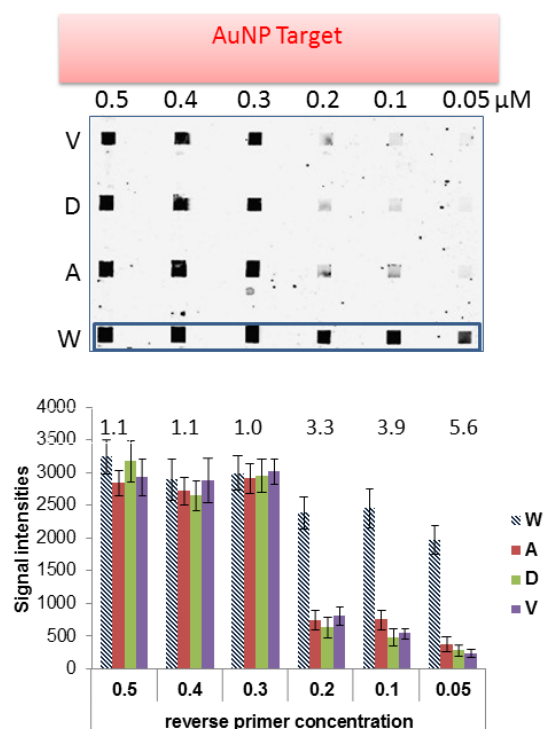 AuNP Target
0.5 0.4 0.3 0.2 0.1 0.05 μM
V
D
A
W
4000
3500
3000
2500
2000
1500
1000
500
0
Signal intensities
1.1 1.1 1.0 3.3 3.9 5.6
W
A
D
V
0.5 0.4 0.3 0.2 0.1 0.05
reverse primer concentration